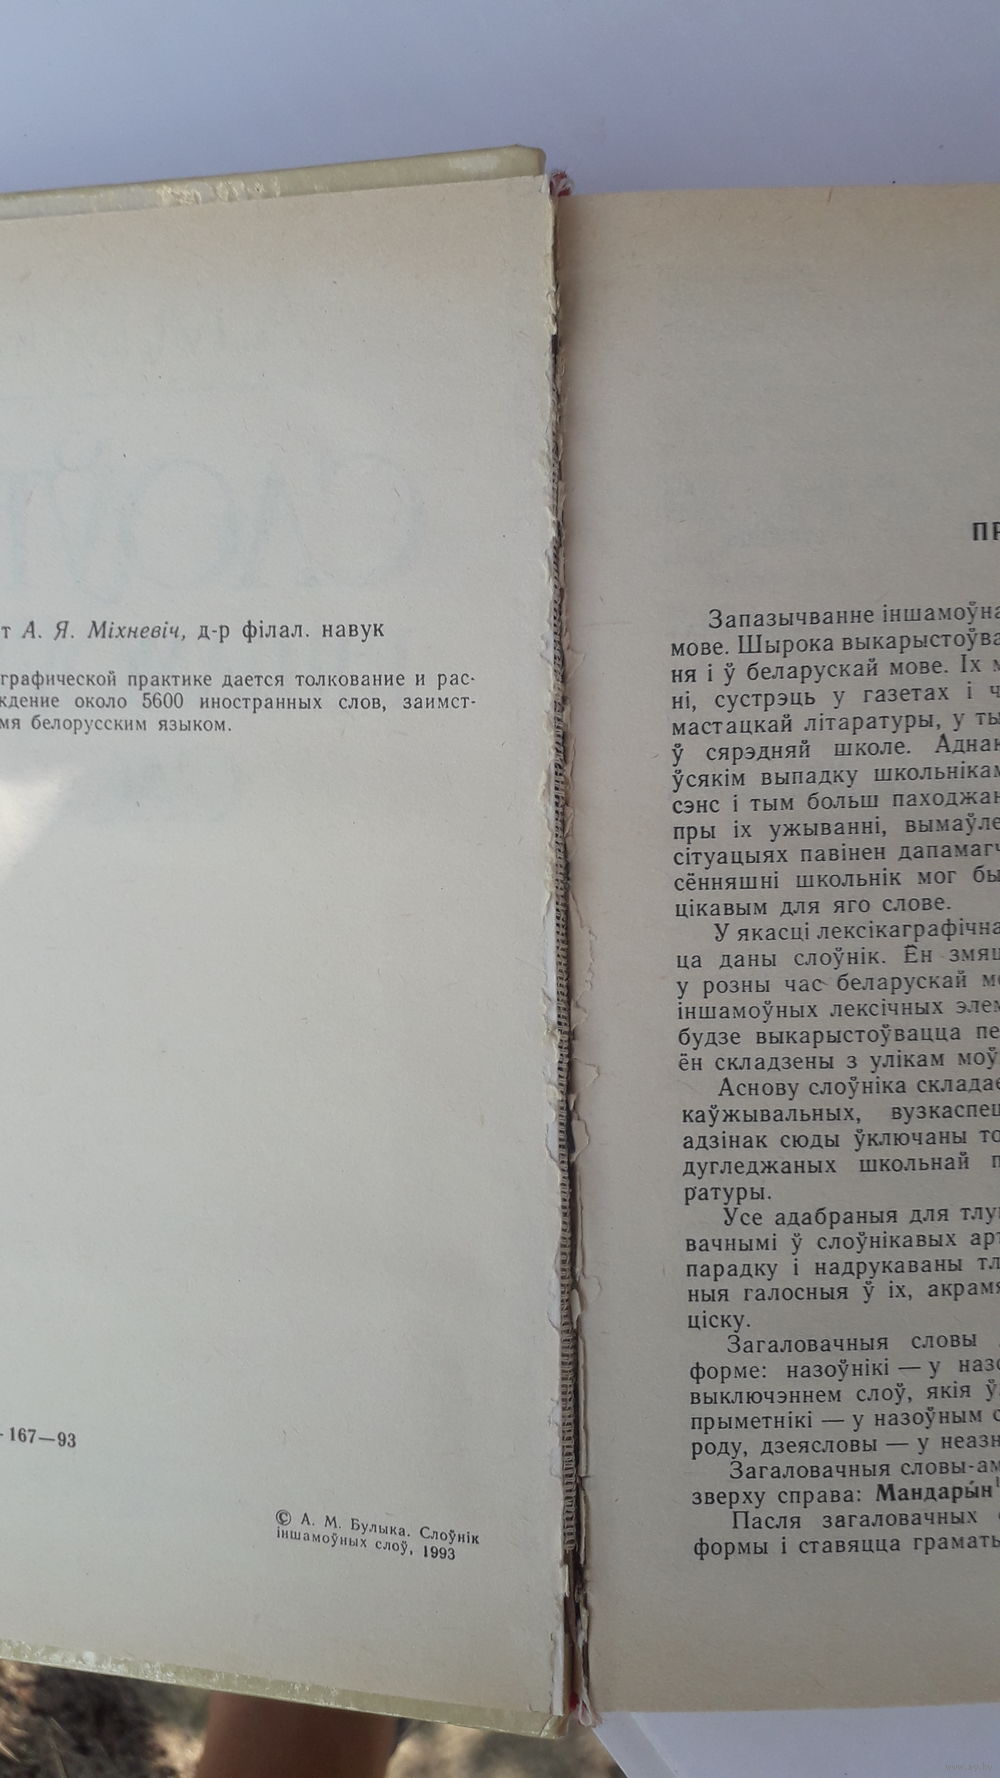 т А. Я. Міхневіч, д-р філал. навук
графической практике дается толкование и рас-
ждение около 5600 иностранных слов, заимст-
мя белорусским языком.
167—93
© А. М. Булыка. Слоўнік
іншамоўных слоў, 1993
ПР
Запазычванне іншамоўна
мове. Шырока выкарыстоўва
ня і ў беларускай мове. Іх м
ні, сустрэць у газетах і ч
мастацкай літаратуры, у ты
ў сярэдняй школе. Аднак
ўсякім выпадку школьнікам
сэнс і тым больш паходжан
пры іх ужыванні, вымаўле
сітуацыях павінен дапамагч
сённяшні школьнік мог бы
цікавым для яго слове.
У якасці лексікаграфічна
ца даны слоўнік. Ён змяш
у розны час беларускай мо
іншамоўных лексічных элем
будзе выкарыстоўвацца пе
ён складзены з улікам моў
Аснову слоўніка складае
каўжывальных, вузкаспец
адзінак сюды ўключаны то
дугледжаных школьнай п
ратуры.
Усе адабраныя для тлу
вачнымі ў слоўнікавых арт
парадку і надрукаваны тл
ныя галосныя ў іх, акрамя
ціску.
Загаловачныя словы
форме: назоўнікі — у назо
выключэннем слоў, якія ў
прыметнікі — у назоўным с
роду, дзеясловы — у неазн
Загаловачныя словы-ам
зверху справа: Мандары́н¹
Пасля загаловачных с
формы і ставяцца граматы